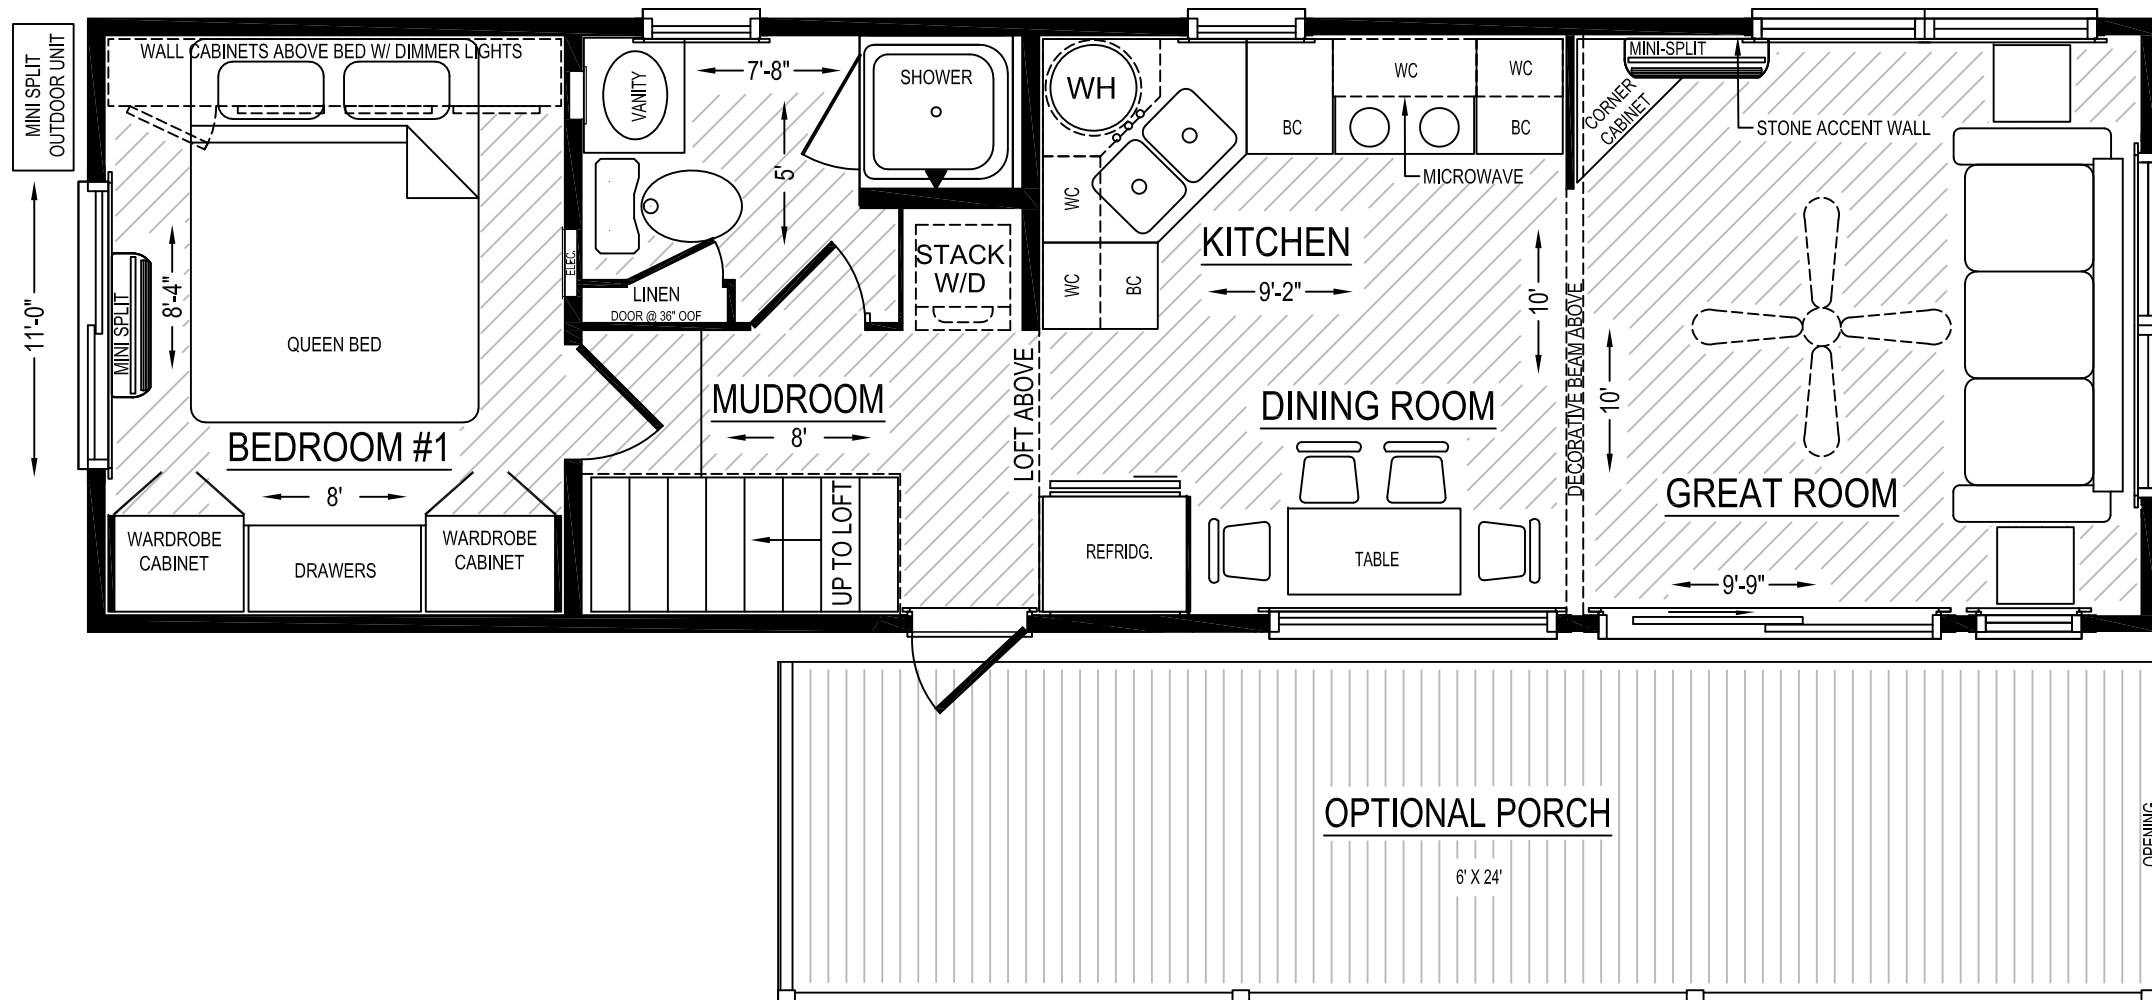 MINI SPLIT
OUTDOOR UNIT
11'-0"
WALL CABINETS ABOVE BED W/ DIMMER LIGHTS
MINI SPLIT
8'-4"
QUEEN BED
BEDROOM #1
8'
WARDROBE
CABINET
DRAWERS
WARDROBE
CABINET
VANITY
7'-8"
5'
SHOWER
ELEC.
LINEN
DOOR @ 36" OOF
STACK
W/D
MUDROOM
8'
UP TO LOFT
LOFT ABOVE
WH
WC
WC
BC
BC
WC
WC
BC
MICROWAVE
KITCHEN
9'-2"
10'
DINING ROOM
REFRIDG.
TABLE
DECORATIVE BEAM ABOVE
MINI-SPLIT
CORNER
CABINET
STONE ACCENT WALL
10'
GREAT ROOM
9'-9"
OPTIONAL PORCH
6' X 24'
OPENING